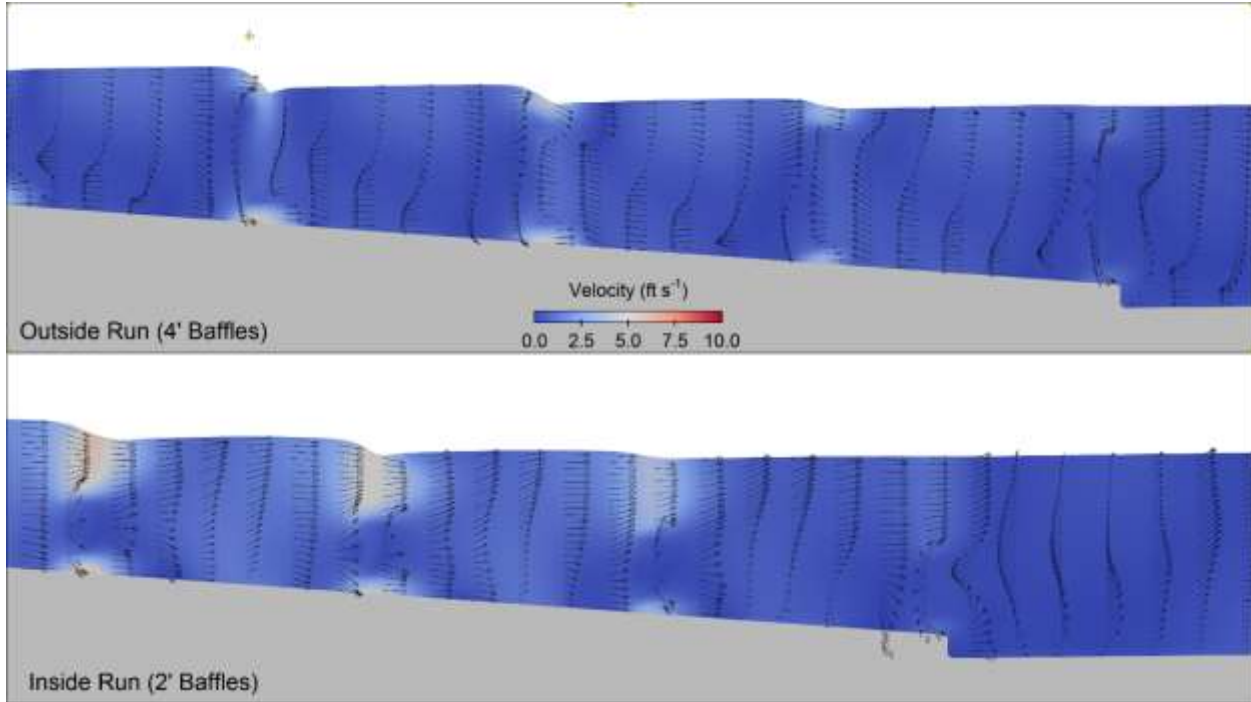 Velocity (ft s⁻¹)
0.0 2.5 5.0 7.5 10.0
Outside Run (4' Baffles)
Inside Run (2' Baffles)